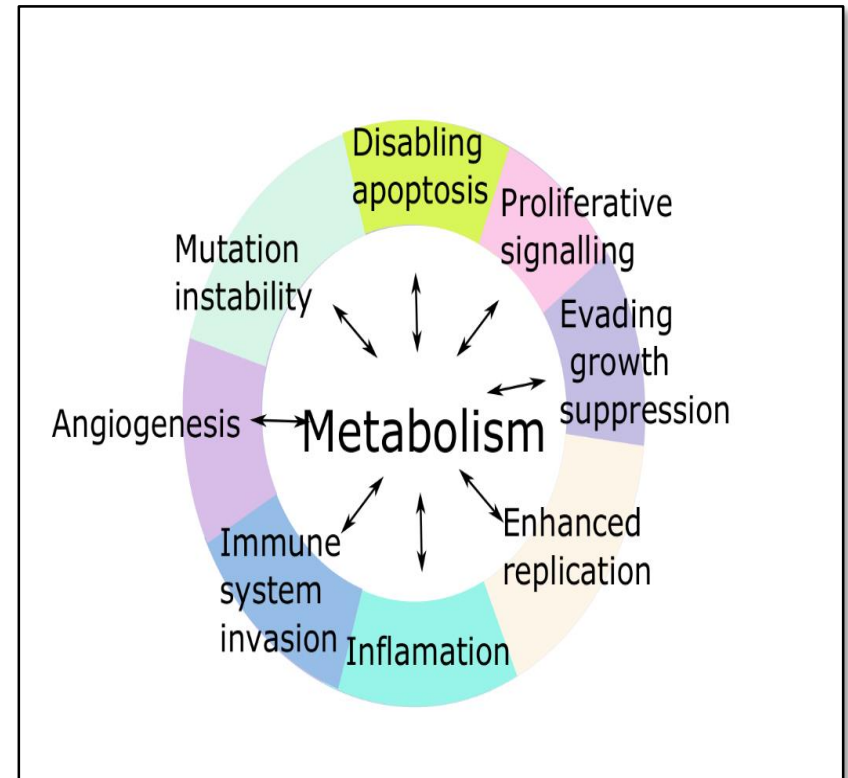 Disabling
apoptosis
Proliferative
signalling
Mutation
instability
Evading
growth
suppression
Angiogenesis
Metabolism
Enhanced
replication
Immune
system
invasion
Inflamation